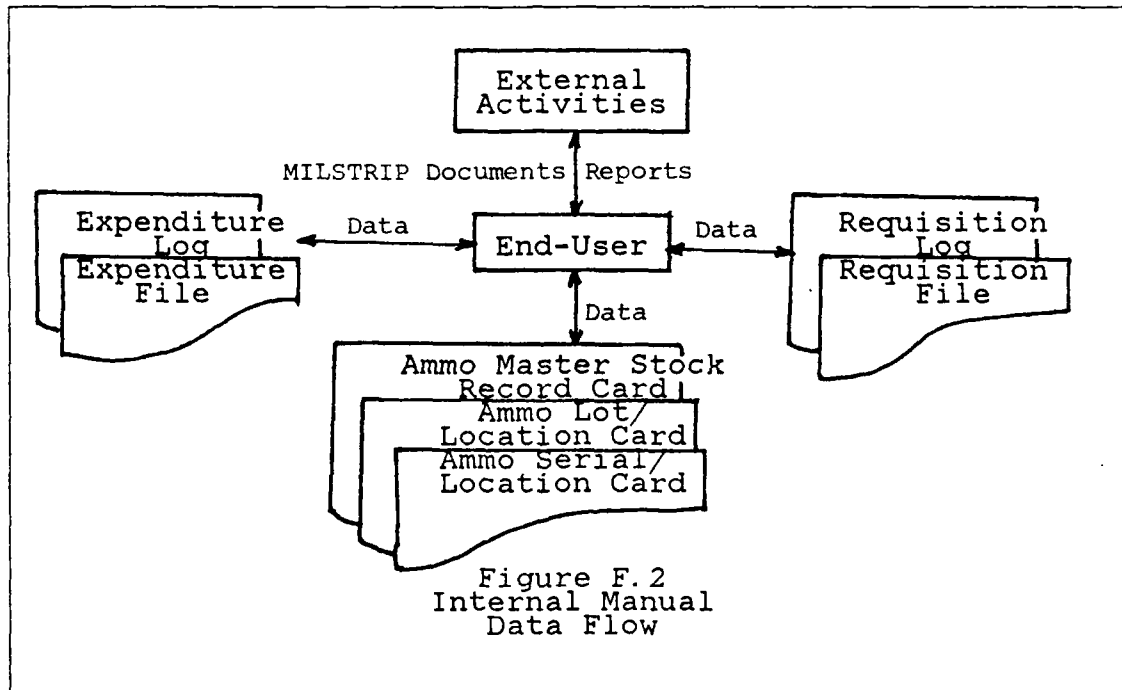 External
Activities
MILSTRIP Documents Reports
Expenditure
Log
Expenditure
File
Data
End-User
Data
Requisition
Log
Requisition
File
Data
Ammo Master Stock
Record Card
Ammo Lot/
Location Card
Ammo Serial/
Location Card
Figure F.2
Internal Manual
Data Flow